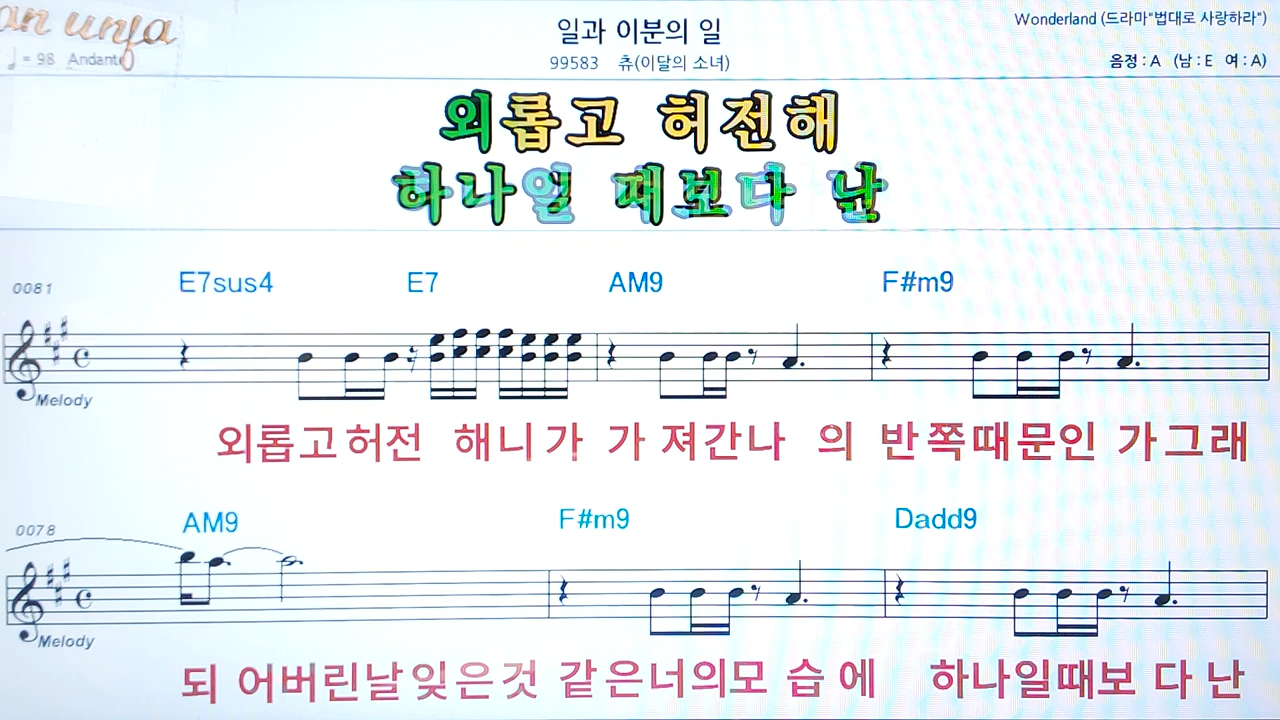 일과 이분의 일
Wonderland (드라마"법대로 사랑하라")
♩ = 98 Andante
99583 츄(이달의 소녀)
음정 : A (남 : E 여 : A)
외롭고 허전해
하나일 때보다 난
0081 E7sus4 E7 AM9 F#m9
Melody
외롭고허전 해니가 가 져간나 의 반쪽때문인 가그래
0078 AM9 F#m9 Dadd9
Melody
되 어버린날잊은것 같은너의모 습 에 하나일때보 다 난